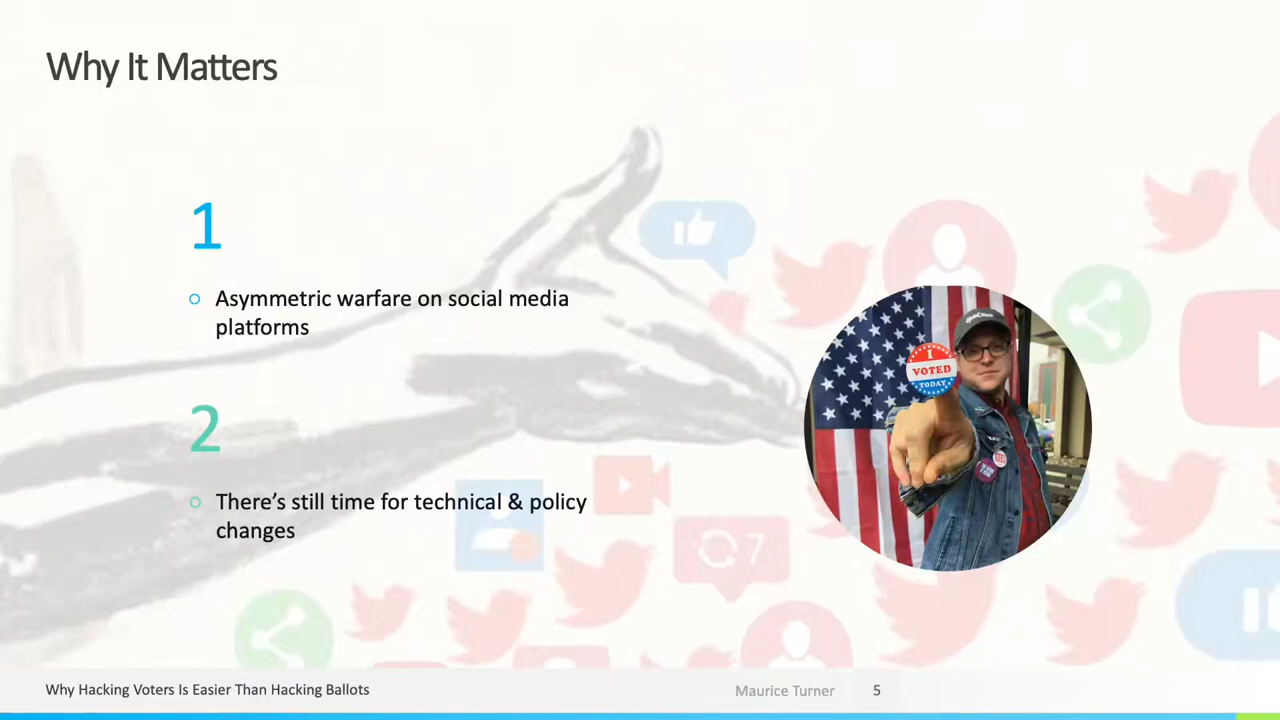 Why It Matters
1
Asymmetric warfare on social media
platforms
2
There's still time for technical & policy
changes
I
VOTED
TODAY
7
Why Hacking Voters Is Easier Than Hacking Ballots
Maurice Turner
5